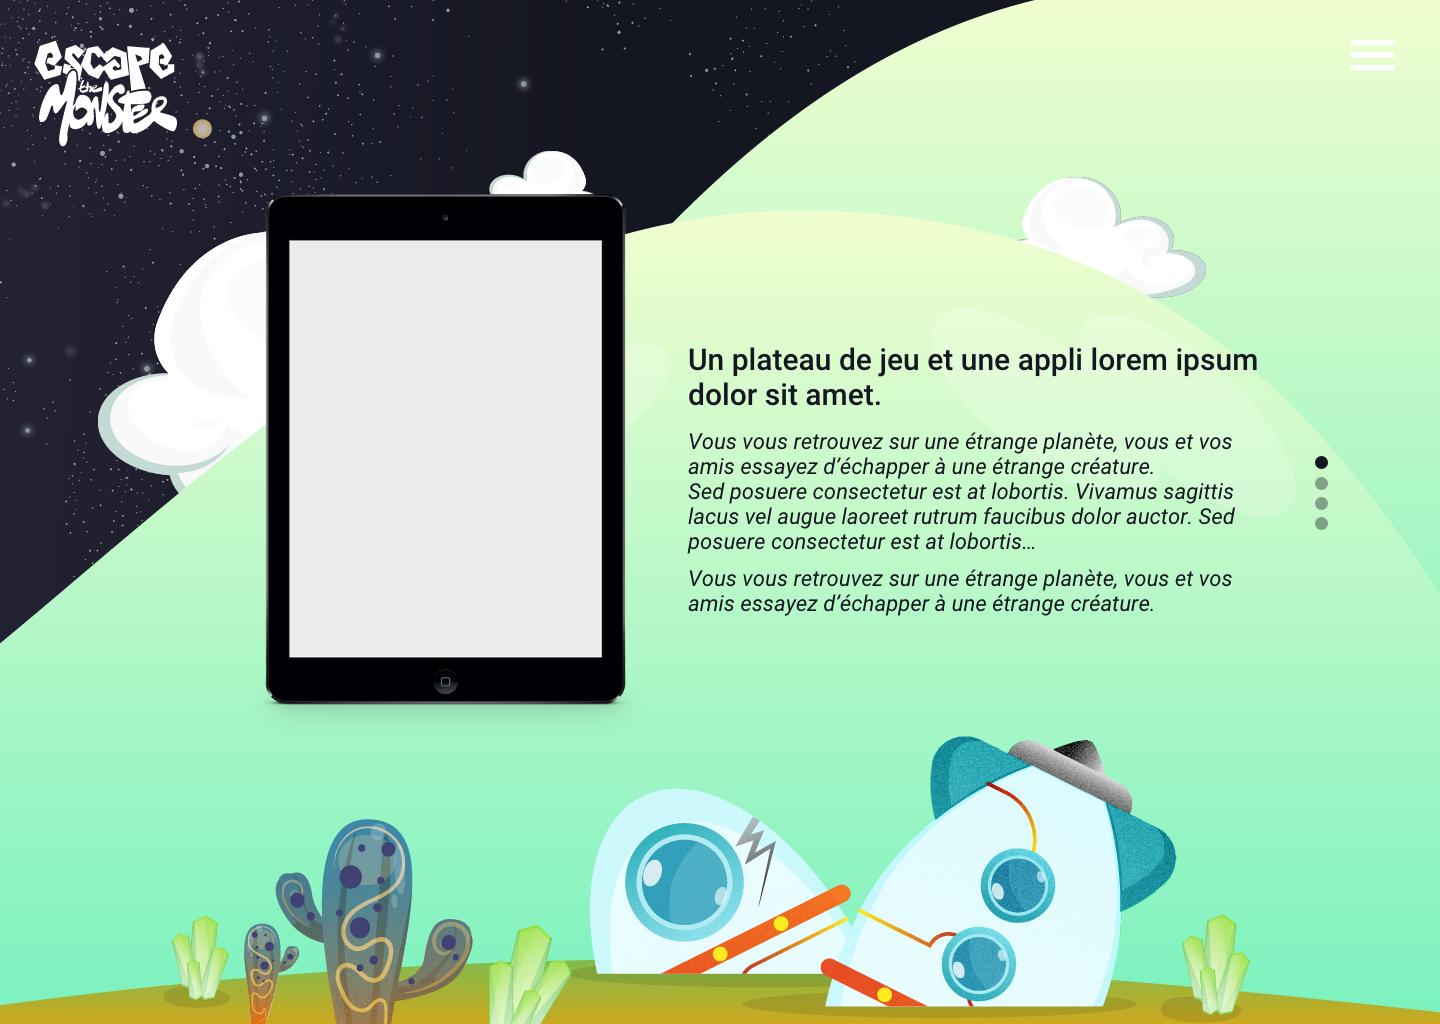 escape
the
MONSTER
Un plateau de jeu et une appli lorem ipsum
dolor sit amet.
Vous vous retrouvez sur une étrange planète, vous et vos
amis essayez d’échapper à une étrange créature.
Sed posuere consectetur est at lobortis. Vivamus sagittis
lacus vel augue laoreet rutrum faucibus dolor auctor. Sed
posuere consectetur est at lobortis…
Vous vous retrouvez sur une étrange planète, vous et vos
amis essayez d’échapper à une étrange créature.